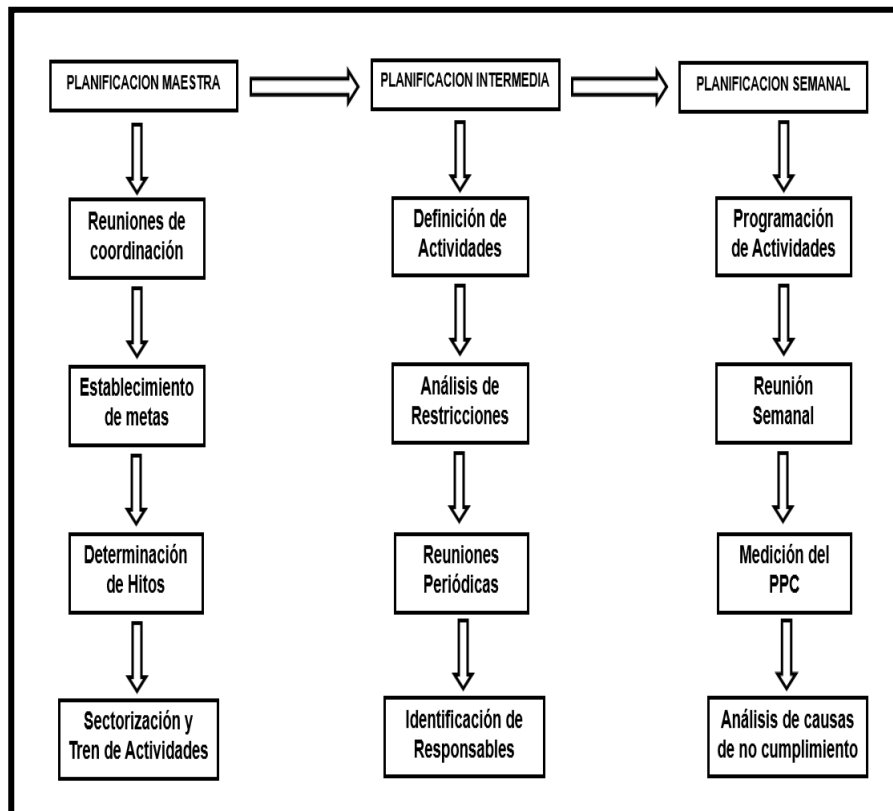 PLANIFICACION MAESTRA
Reuniones de
coordinación
Establecimiento
de metas
Determinación
de Hitos
Sectorización y
Tren de Actividades
PLANIFICACION INTERMEDIA
Definición de
Actividades
Análisis de
Restricciones
Reuniones
Periódicas
Identificación de
Responsables
PLANIFICACION SEMANAL
Programación
de Actividades
Reunión
Semanal
Medición del
PPC
Análisis de causas
de no cumplimiento